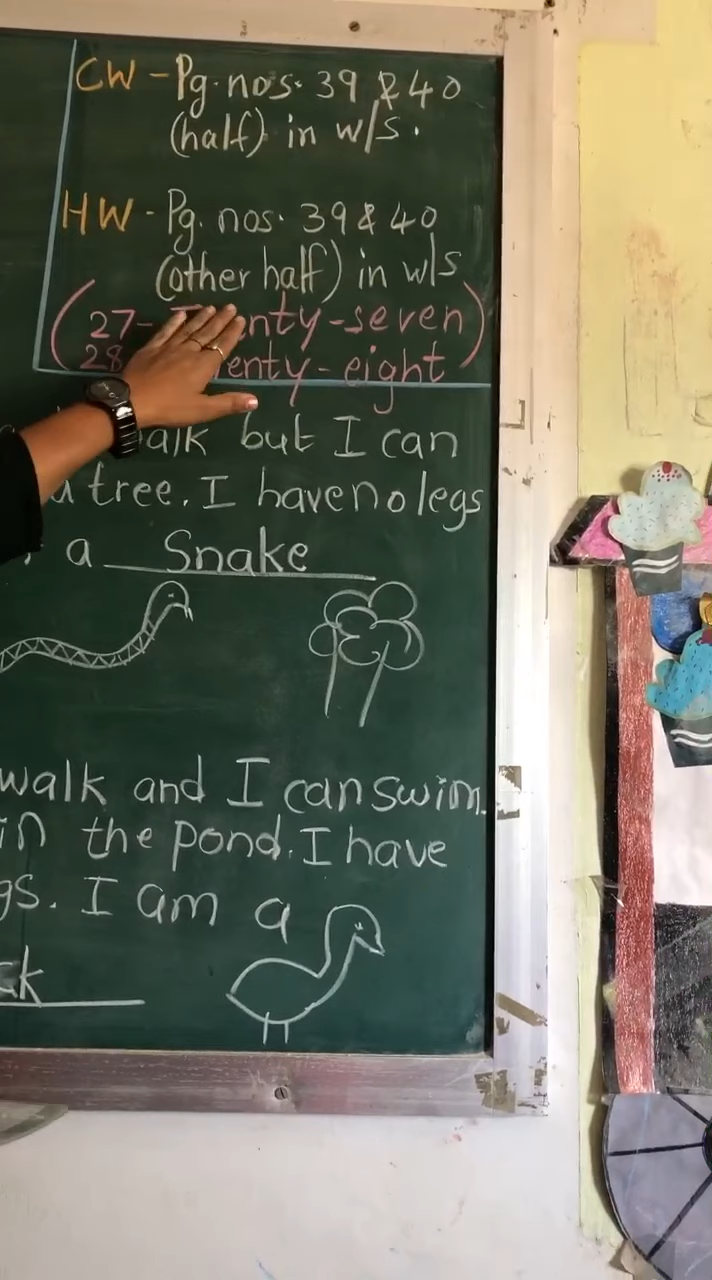 CW - Pg. nos. 39 & 40
(half) in w/s.
HW - Pg. nos. 39 & 40
(other half) in w/s
(27- Twenty-seven)
28 enty-eight
alk but I can
a tree. I have no legs
a Snake
walk and I can swim.
in the pond. I have
gs. I am a
ck